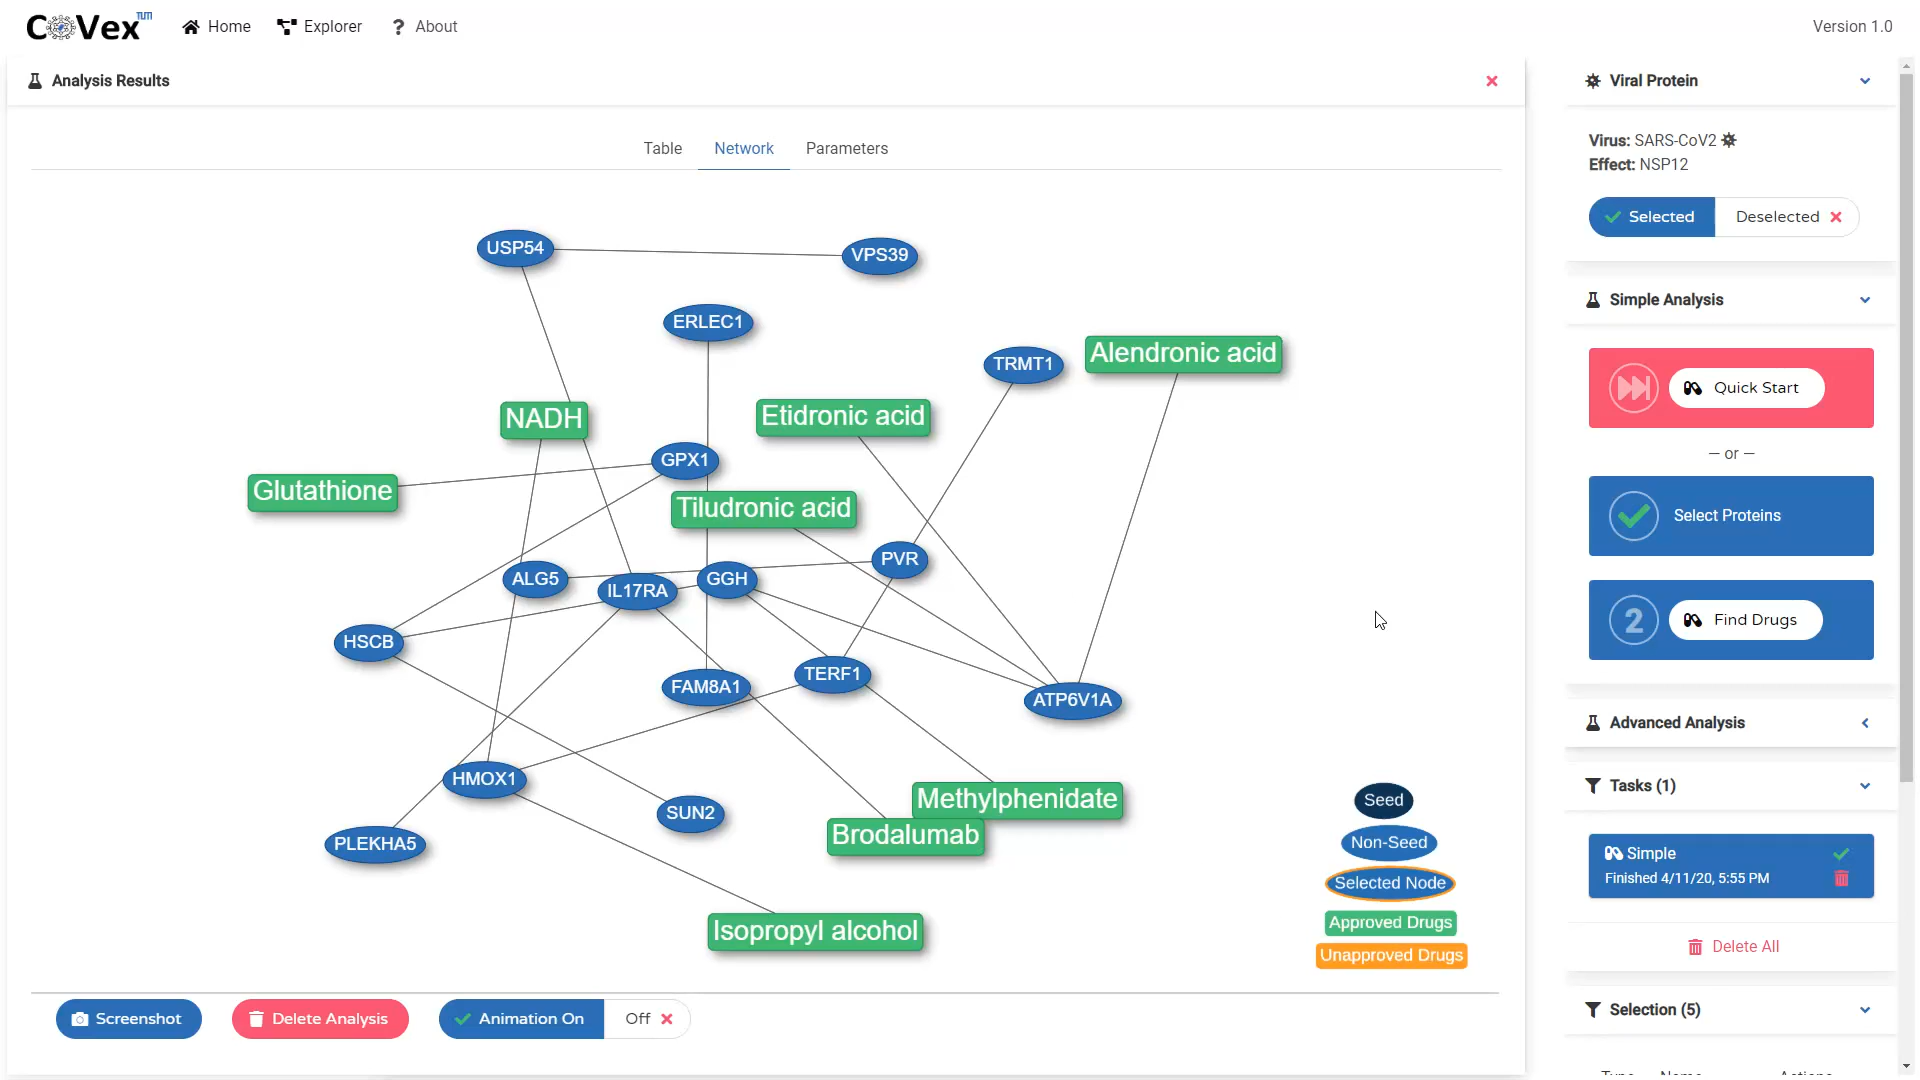 CoVex TUM
Home
Explorer
? About
Version 1.0
Analysis Results
Table
Network
Parameters
USP54
VPS39
ERLEC1
TRMT1
Alendronic acid
NADH
Etidronic acid
GPX1
Glutathione
Tiludronic acid
PVR
ALG5
IL17RA
GGH
HSCB
FAM8A1
TERF1
ATP6V1A
HMOX1
Methylphenidate
SUN2
Brodalumab
PLEKHA5
Isopropyl alcohol
Seed
Non-Seed
Selected Node
Approved Drugs
Unapproved Drugs
Screenshot
Delete Analysis
Animation On
Off
Viral Protein
Virus: SARS-CoV2
Effect: NSP12
Selected
Deselected
Simple Analysis
Quick Start
— or —
Select Proteins
2
Find Drugs
Advanced Analysis
Tasks (1)
Simple
Finished 4/11/20, 5:55 PM
Delete All
Selection (5)
Type Name Actions